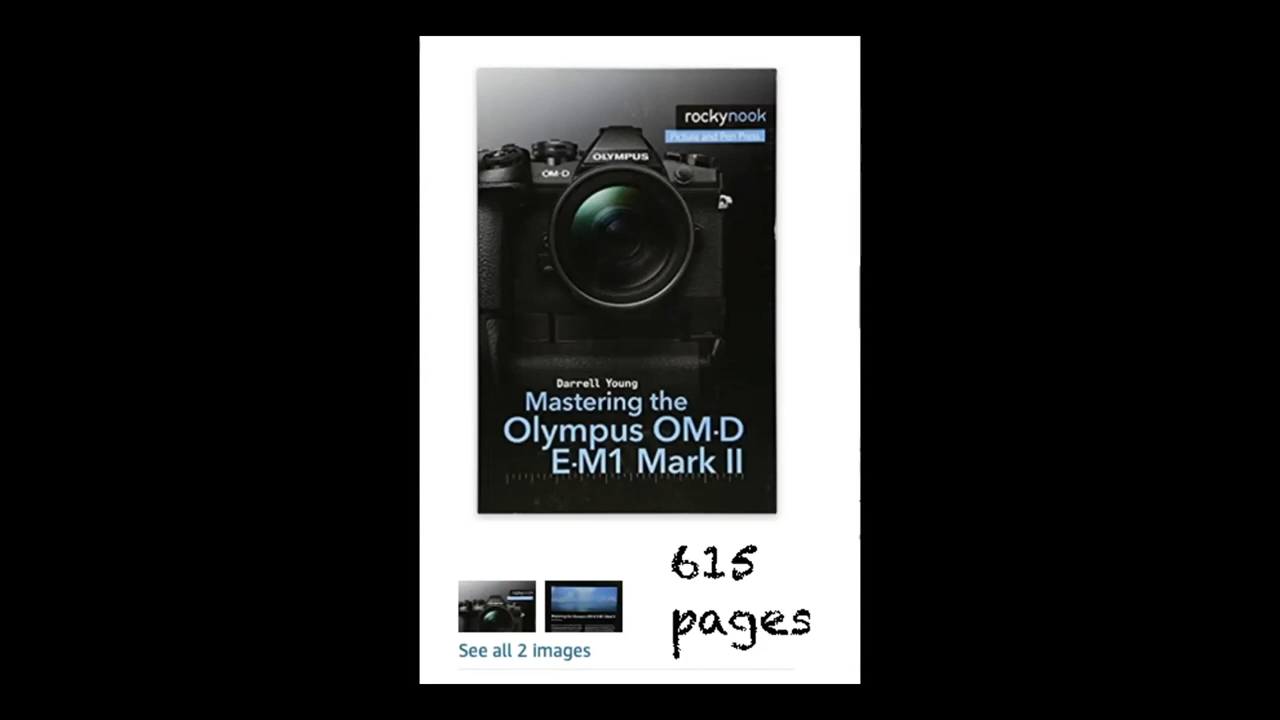 rockynook
Picture and Pen Press
OLYMPUS
OM-D
Darrell Young
Mastering the
Olympus OM-D
E-M1 Mark II
615
pages
rockynook
See all 2 images